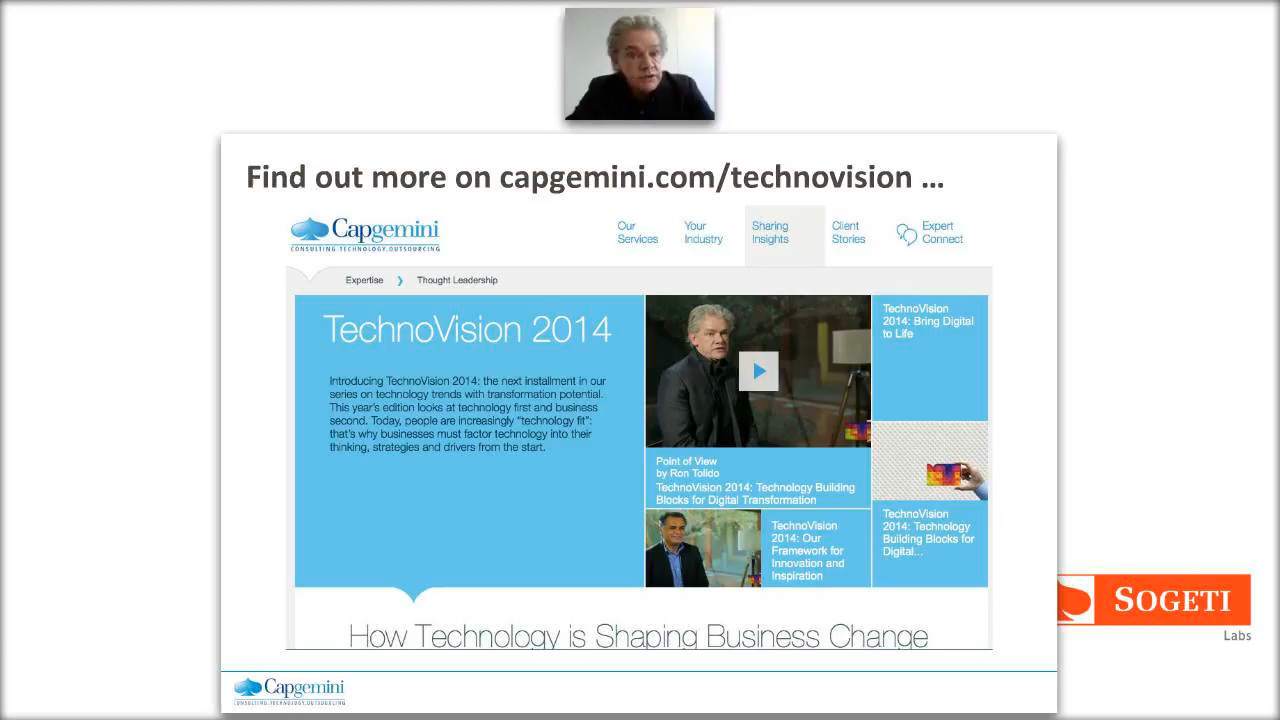 Find out more on capgemini.com/technovision ...
Capgemini
CONSULTING.TECHNOLOGY.OUTSOURCING
Our
Services
Your
Industry
Sharing
Insights
Client
Stories
Expert
Connect
Expertise
Thought Leadership
TechnoVision 2014
Introducing TechnoVision 2014: the next installment in our
series on technology trends with transformation potential.
This year's edition looks at technology first and business
second. Today, people are increasingly "technology fit":
that's why businesses must factor technology into their
thinking, strategies and drivers from the start.
Point of View
by Ron Tolido
TechnoVision 2014: Technology Building
Blocks for Digital Transformation
TechnoVision
2014: Our
Framework for
Innovation and
Inspiration
TechnoVision
2014: Bring Digital
to Life
TechnoVision
2014: Technology
Building Blocks for
Digital...
How Technology is Shaping Business Change
SOGETI
Labs
Capgemini
CONSULTING.TECHNOLOGY.OUTSOURCING